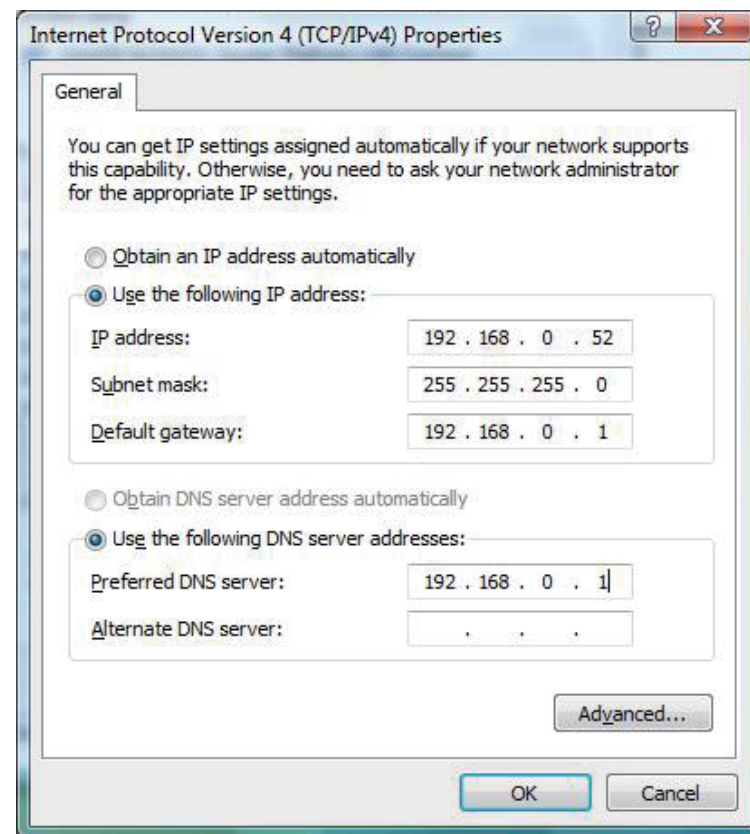 Internet Protocol Version 4 (TCP/IPv4) Properties
?
X
General
You can get IP settings assigned automatically if your network supports
this capability. Otherwise, you need to ask your network administrator
for the appropriate IP settings.
Obtain an IP address automatically
Use the following IP address:
IP address: 192 . 168 . 0 . 52
Subnet mask: 255 . 255 . 255 . 0
Default gateway: 192 . 168 . 0 . 1
Obtain DNS server address automatically
Use the following DNS server addresses:
Preferred DNS server: 192 . 168 . 0 . 1
Alternate DNS server: . . .
Advanced...
OK Cancel